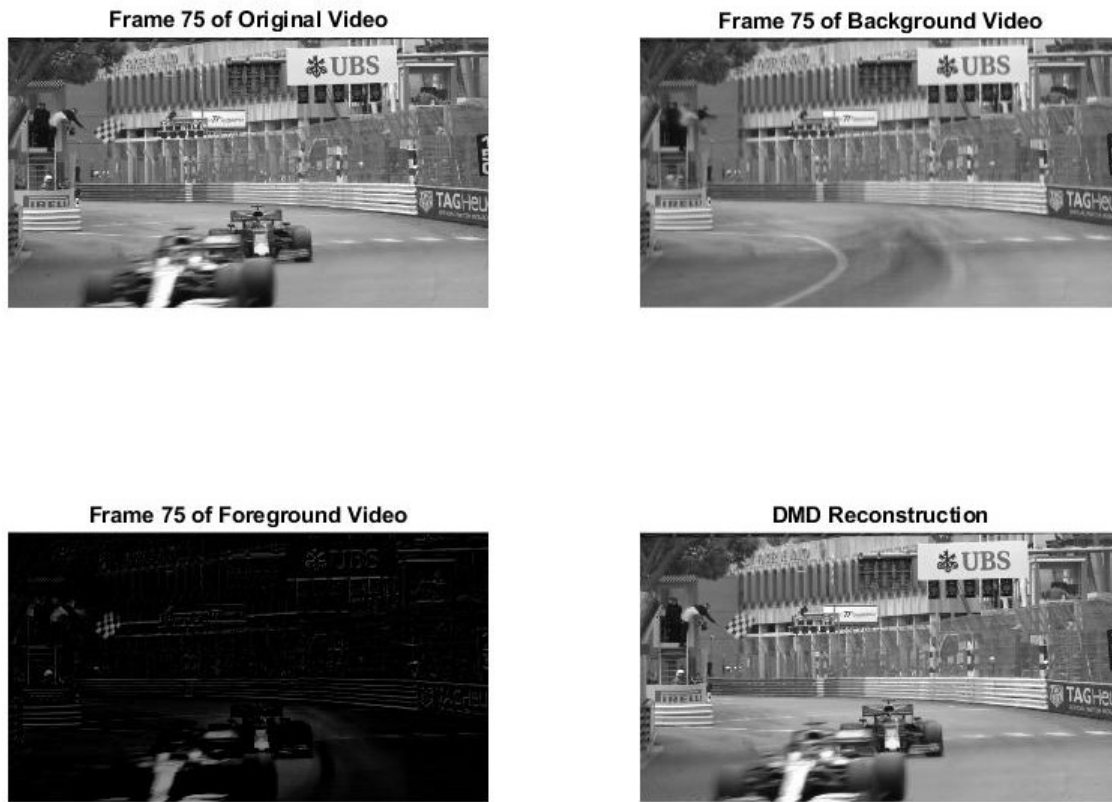 Frame 75 of Original Video
Frame 75 of Background Video
UBS
UBS
TAGHeu
TAGHeu
Frame 75 of Foreground Video
DMD Reconstruction
UBS
UBS
TAGHeu